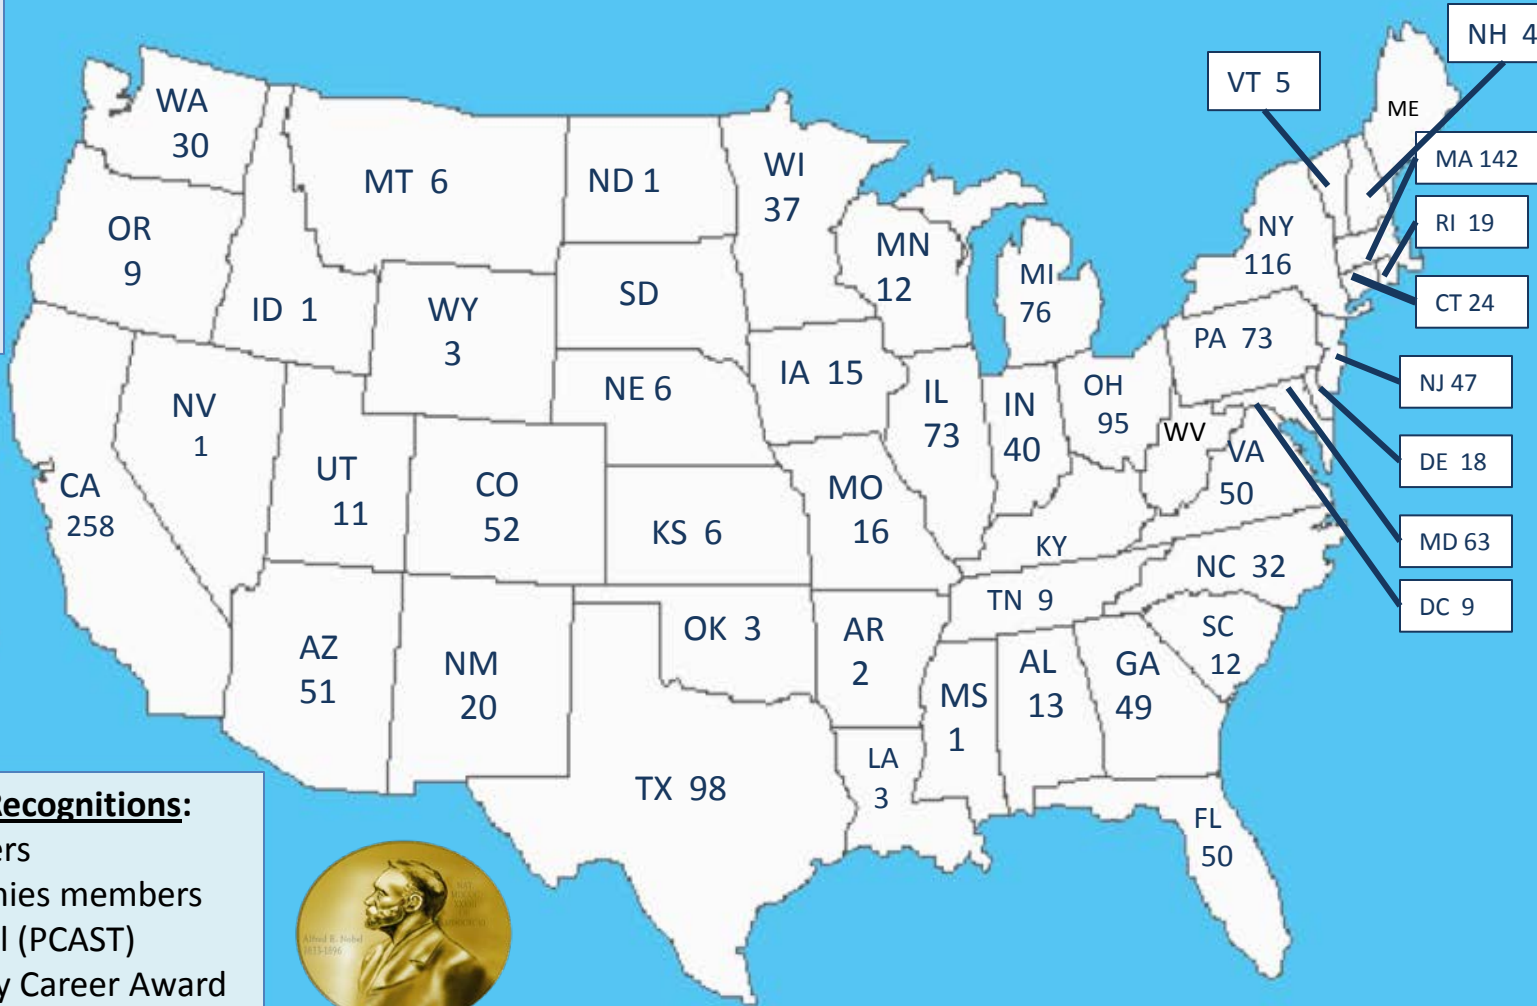 NH 4
VT 5
ME
WA
30
MA 142
WI
37
MT 6
ND 1
RI 19
OR
9
NY
116
MN
12
MI
76
SD
CT 24
ID 1
WY
3
PA 73
IA 15
NE 6
NJ 47
OH
95
IL
73
IN
40
NV
1
WV
VA
50
DE 18
UT
11
CO
52
MO
16
CA
258
KS 6
KY
MD 63
NC 32
TN 9
DC 9
OK 3
AR
2
SC
12
AZ
51
NM
20
AL
13
GA
49
MS
1
LA
3
TX 98
FL
50
Recognitions:
ers
nies members
l (PCAST)
y Career Award
Alfred B. Nobel
1833-1896